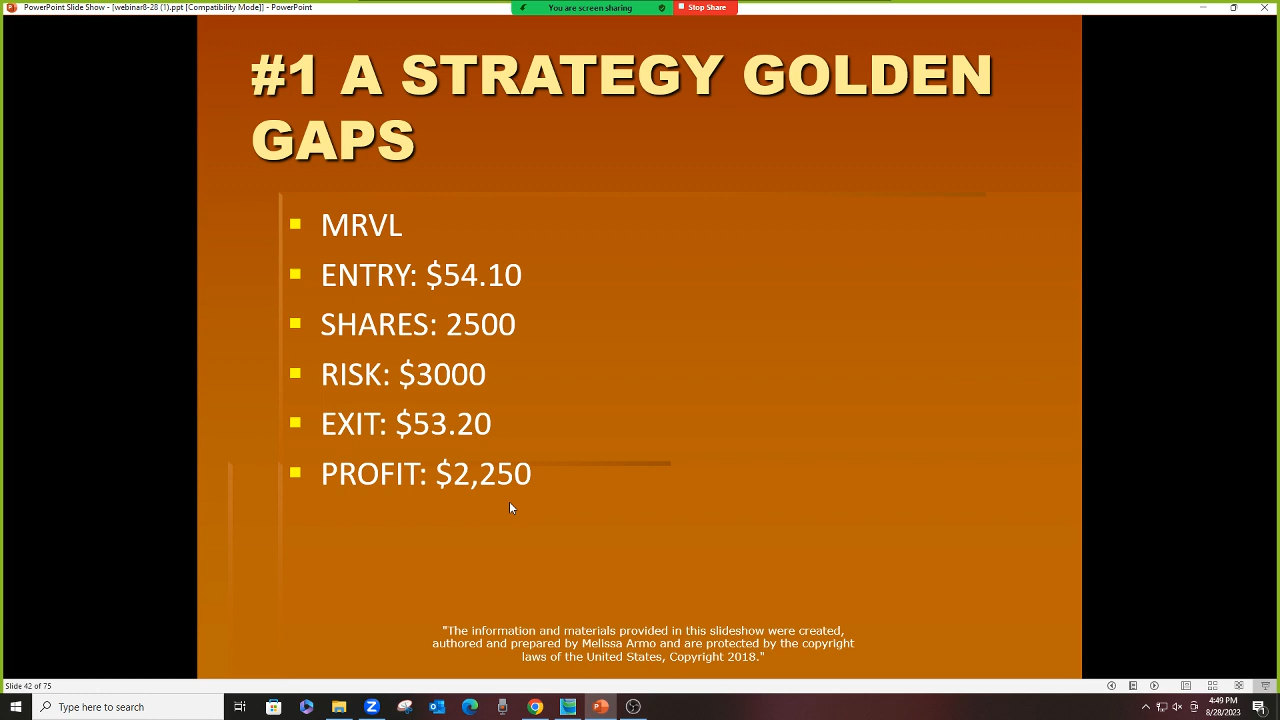 PowerPoint Slide Show - [webinar8-28 (1).ppt [Compatibility Mode]] - PowerPoint
You are screen sharing
Stop Share
#1 A STRATEGY GOLDEN
GAPS
MRVL
ENTRY: $54.10
SHARES: 2500
RISK: $3000
EXIT: $53.20
PROFIT: $2,250
"The information and materials provided in this slideshow were created,
authored and prepared by Melissa Armo and are protected by the copyright
laws of the United States, Copyright 2018."
Slide 42 of 75
Type here to search
4:49 PM
8/28/2023